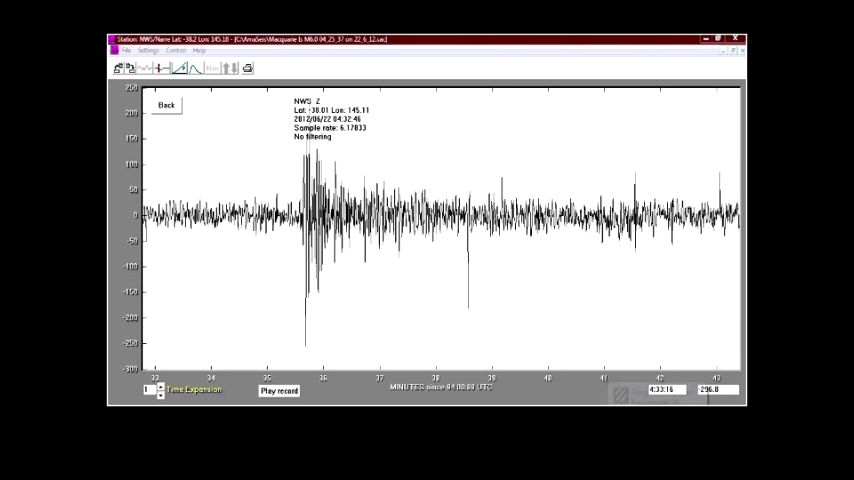 Station: NWS/Name Lat: -38.2 Lon: 145.18 - [C:\AmaSeis\Macquarie Is M6.0 04_25_37 on 22_6_12.sac]
File Settings Control Help
250
Back
NWS Z
Lat: -38.01 Lon: 145.11
2012/06/22 04:32:46
Sample rate: 6.17833
No filtering
200
150
100
50
0
-50
-100
-150
-200
-250
-300
33 34 35 36 37 38 39 40 41 42 43
1 Time Expansion
Play record
MINUTES since 04:00:00 UTC
4:33:16
-296.8